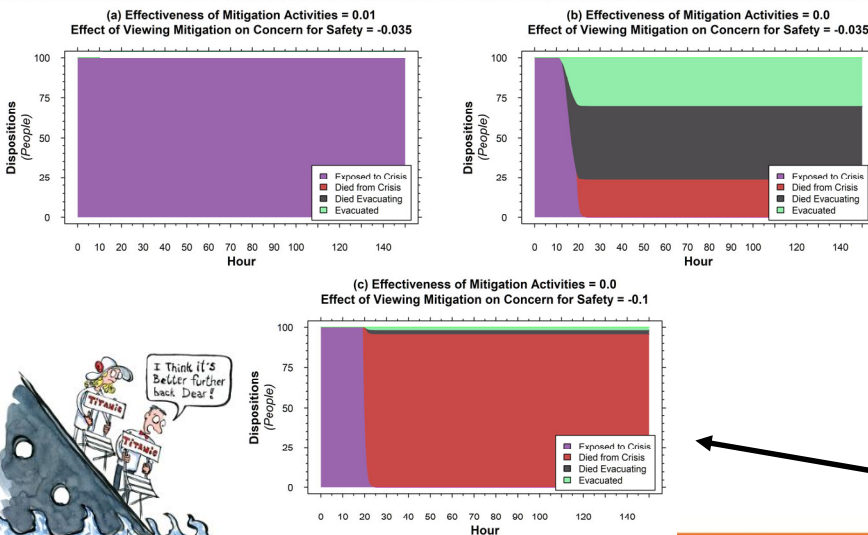 (a) Effectiveness of Mitigation Activities = 0.01
Effect of Viewing Mitigation on Concern for Safety = -0.035
Dispositions
(People)
100
75
50
25
0
Exposed to Crisis
Died from Crisis
Died Evacuating
Evacuated
0 10 20 30 40 50 60 70 80 90 100 120 140
Hour
(b) Effectiveness of Mitigation Activities = 0.0
Effect of Viewing Mitigation on Concern for Safety = -0.035
Dispositions
(People)
100
75
50
25
0
Exposed to Crisis
Died from Crisis
Died Evacuating
Evacuated
0 10 20 30 40 50 60 70 80 90 100 120 140
Hour
(c) Effectiveness of Mitigation Activities = 0.0
Effect of Viewing Mitigation on Concern for Safety = -0.1
Dispositions
(People)
100
75
50
25
0
Exposed to Crisis
Died from Crisis
Died Evacuating
Evacuated
0 10 20 30 40 50 60 70 80 90 100 120 140
Hour
I Think it's
Better further
back Dear!
TITANIC
TITANIC